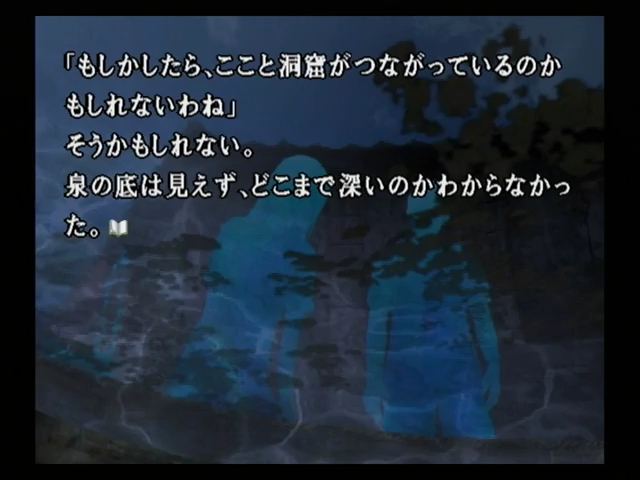 「もしかしたら、ここと洞窟がつながっているのか
もしれないわね」
そうかもしれない。
泉の底は見えず、どこまで深いのかわからなかっ
た。